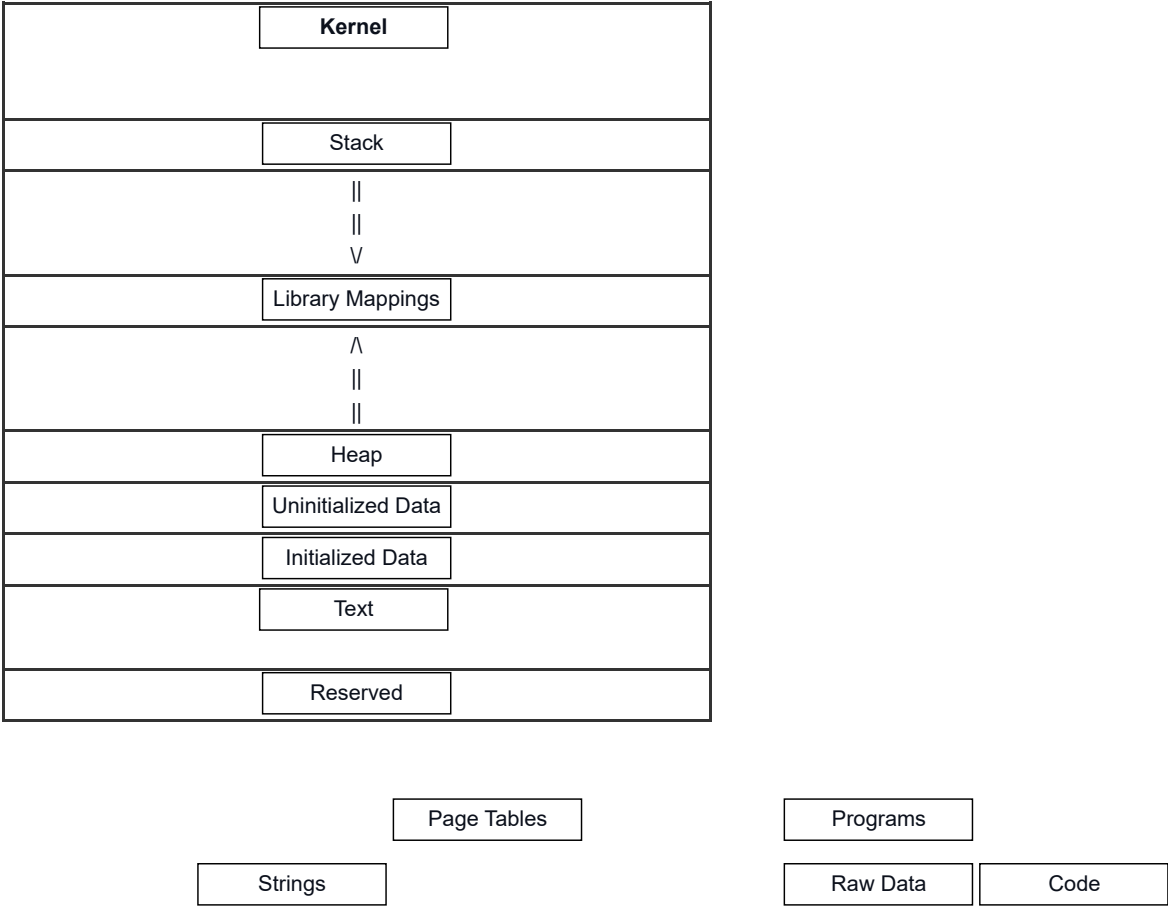 Kernel
Stack
||
||
\/
Library Mappings
/\
||
||
Heap
Uninitialized Data
Initialized Data
Text
Reserved
Page Tables Programs
Strings Raw Data Code